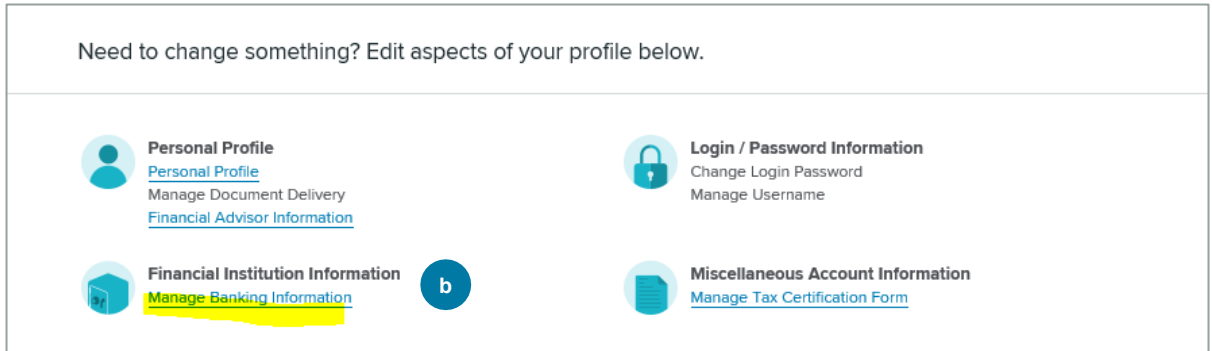 Need to change something? Edit aspects of your profile below.
Personal Profile
Personal Profile
Manage Document Delivery
Financial Advisor Information
Login / Password Information
Change Login Password
Manage Username
Financial Institution Information
Manage Banking Information
b
Miscellaneous Account Information
Manage Tax Certification Form